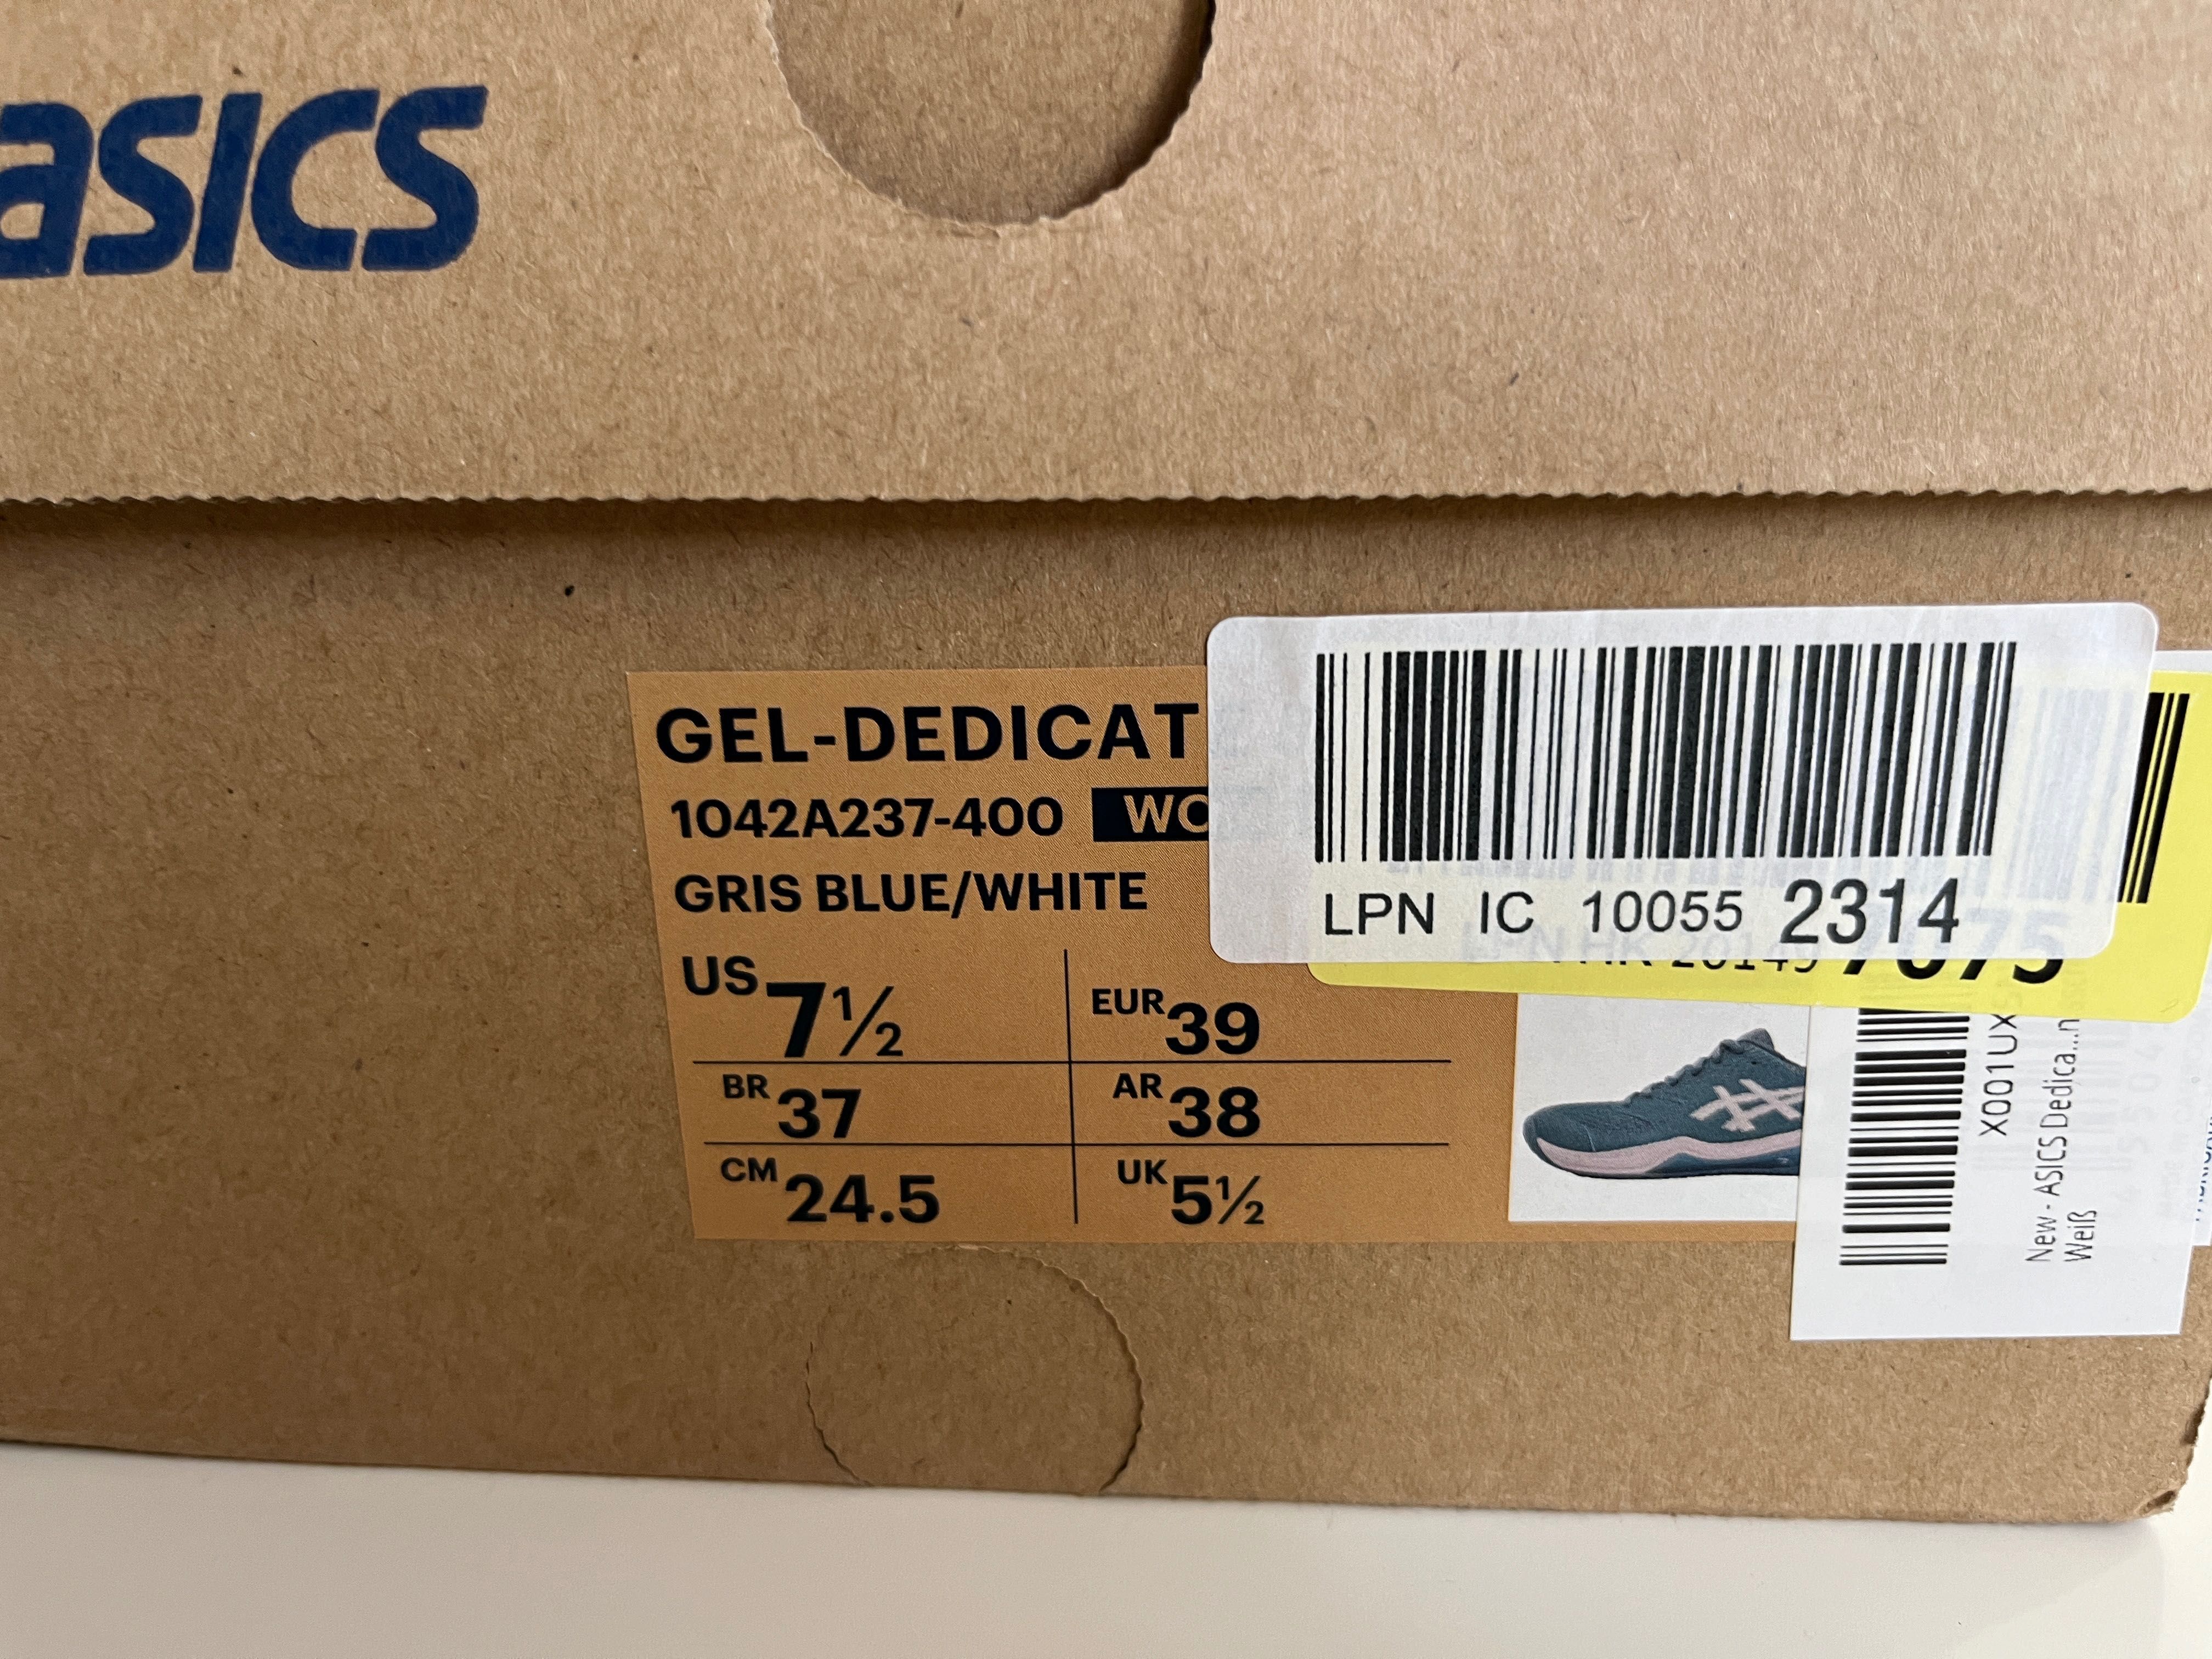 asics
GEL-DEDICAT
1042A237-400 WO
GRIS BLUE/WHITE
US 7½
EUR 39
BR 37
AR 38
CM 24.5
UK 5½
LPN IC 10055 2314
7675
X001UX
New - ASICS Dedica...n
Weiß